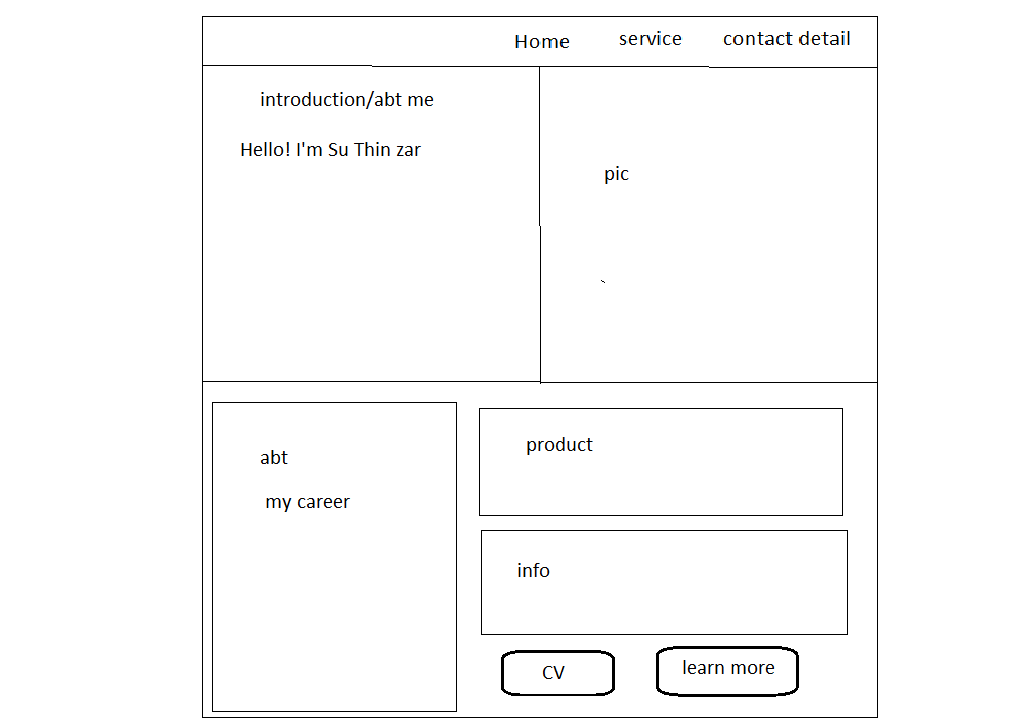 Home service contact detail
introduction/abt me
Hello! I'm Su Thin zar
pic
abt
my career
product
info
CV learn more